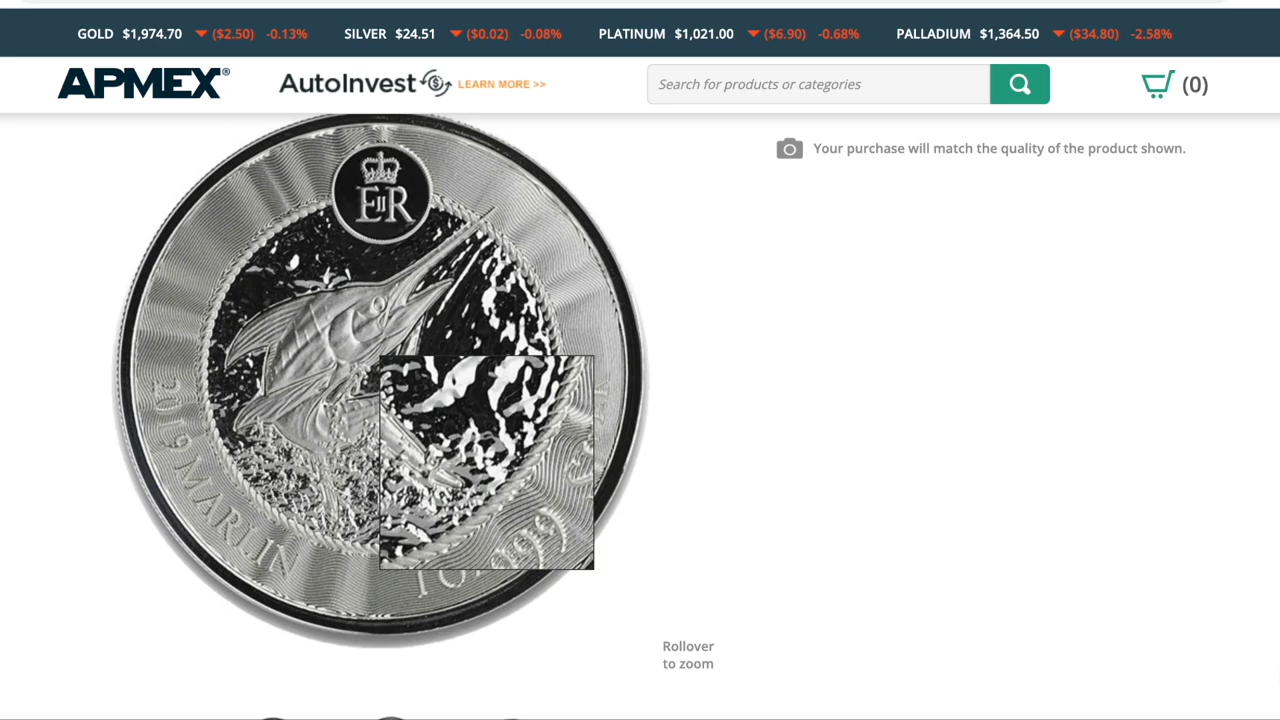 GOLD $1,974.70 ($2.50) -0.13% SILVER $24.51 ($0.02) -0.08% PLATINUM $1,021.00 ($6.90) -0.68% PALLADIUM $1,364.50 ($34.80) -2.58%
APMEX® AutoInvest LEARN MORE >> Search for products or categories (0)
Your purchase will match the quality of the product shown.
EIIR
2019 MARLIN
1 OZ
Rollover
to zoom